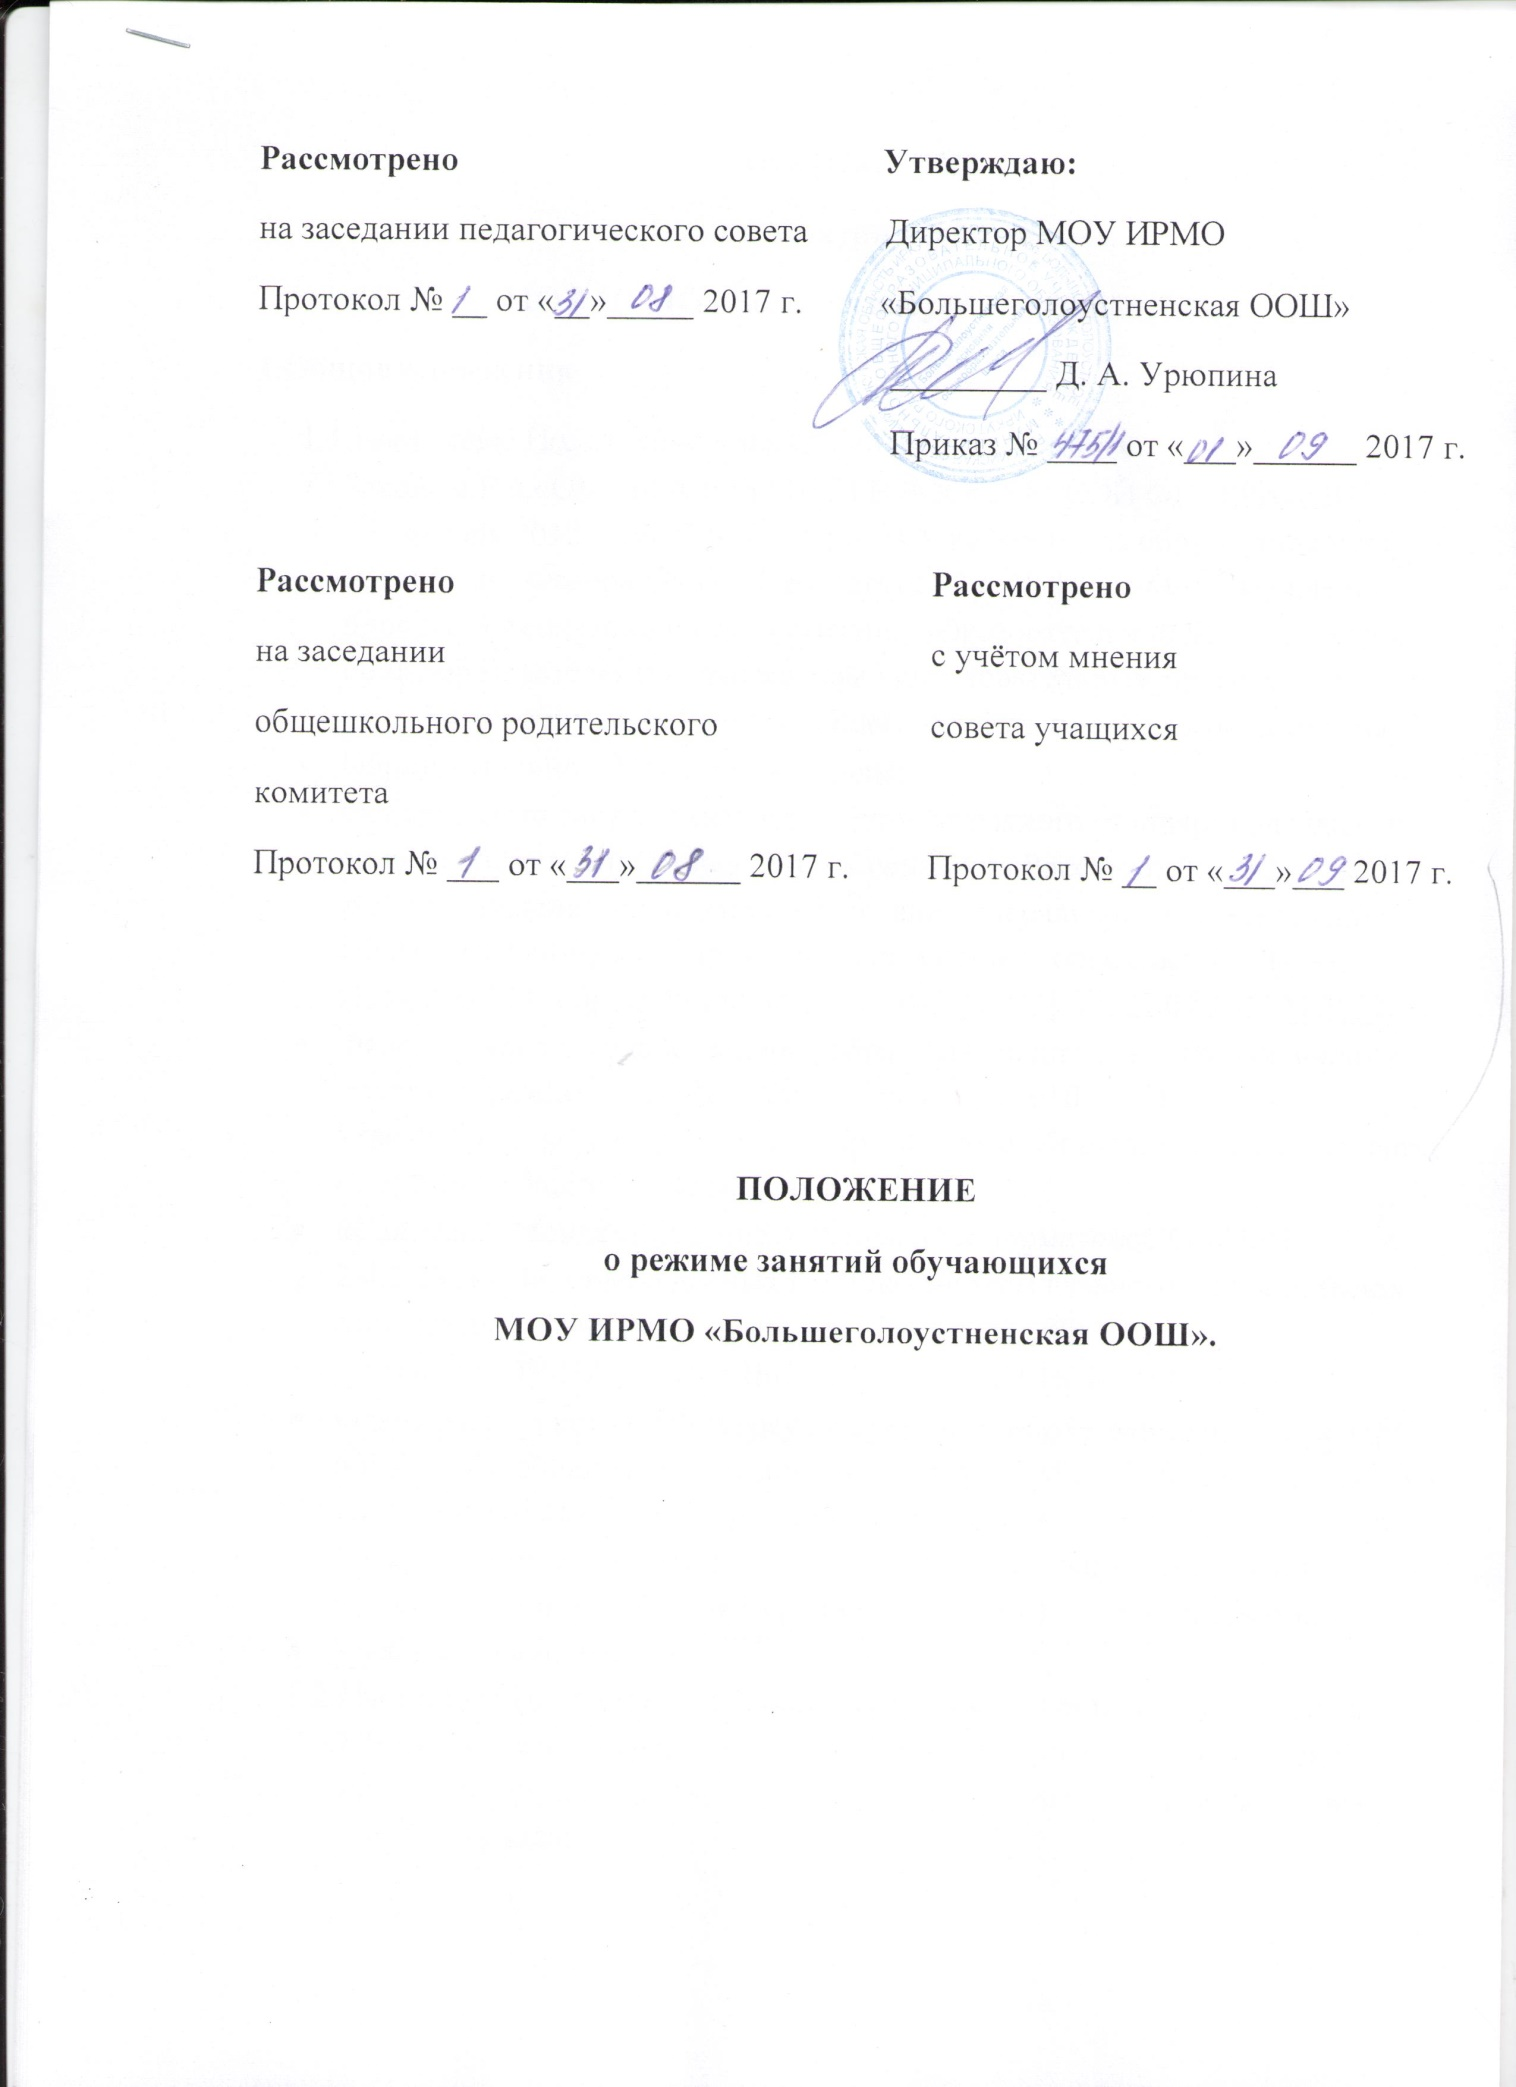 Рассмотрено
на заседании педагогического совета
Протокол № 1 от «31» 08 2017 г.
Утверждаю:
Директор МОУ ИРМО
«Большеголоустненская ООШ»
Д. А. Урюпина
Приказ № 475/1 от «01» 09 2017 г.
Рассмотрено
на заседании
общешкольного родительского
комитета
Протокол № 1 от «31» 08 2017 г.
Рассмотрено
с учётом мнения
совета учащихся
Протокол № 1 от «31» 09 2017 г.
ПОЛОЖЕНИЕ
о режиме занятий обучающихся
МОУ ИРМО «Большеголоустненская ООШ».